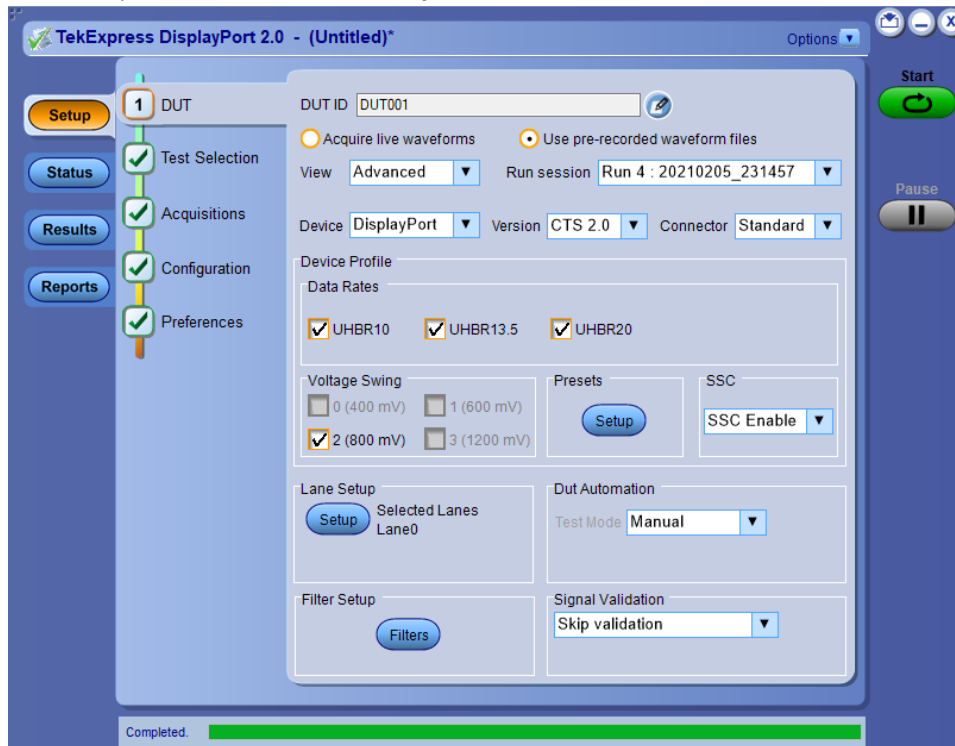 TekExpress DisplayPort 2.0 - (Untitled)*
Options
Start
Pause
Setup
Status
Results
Reports
1 DUT
Test Selection
Acquisitions
Configuration
Preferences
DUT ID DUT001
Acquire live waveforms Use pre-recorded waveform files
View Advanced Run session Run 4 : 20210205_231457
Device DisplayPort Version CTS 2.0 Connector Standard
Device Profile
Data Rates
UHBR10 UHBR13.5 UHBR20
Voltage Swing
0 (400 mV) 1 (600 mV)
2 (800 mV) 3 (1200 mV)
Presets
Setup
SSC
SSC Enable
Lane Setup
Setup Selected Lanes
Lane0
Dut Automation
Test Mode Manual
Filter Setup
Filters
Signal Validation
Skip validation
Completed.